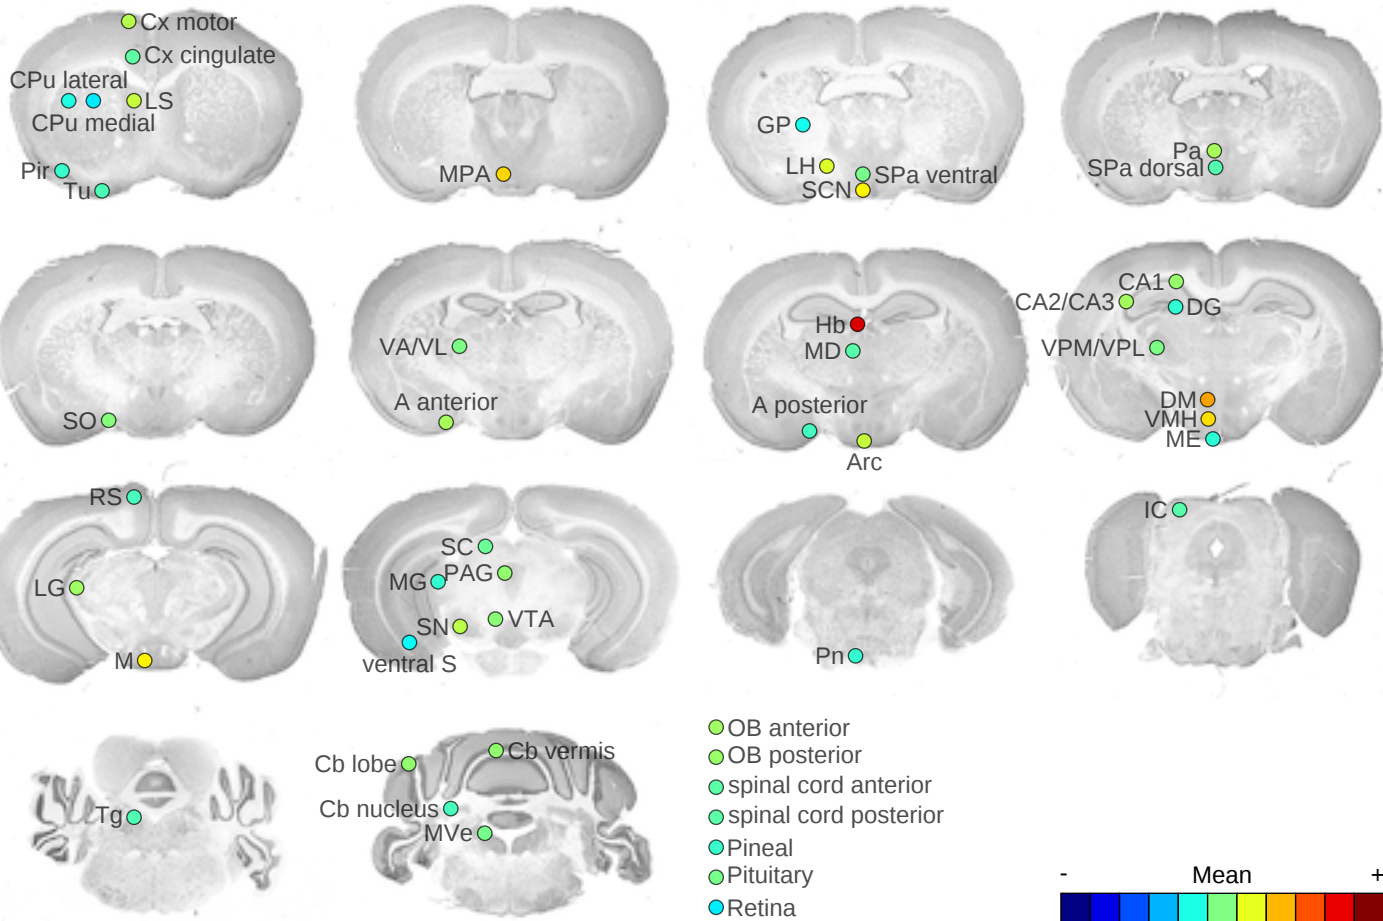 Cx motor
Cx cingulate
CPu lateral
LS
CPu medial
Pir
Tu
MPA
GP
LH
SPa ventral
SCN
Pa
SPa dorsal
SO
VA/VL
A anterior
Hb
MD
A posterior
Arc
CA1
CA2/CA3
DG
VPM/VPL
DM
VMH
ME
RS
LG
M
SC
MG
PAG
SN
VTA
ventral S
Pn
IC
Tg
Cb lobe
Cb vermis
Cb nucleus
MVe
OB anterior
OB posterior
spinal cord anterior
spinal cord posterior
Pineal
Pituitary
Retina
- Mean +